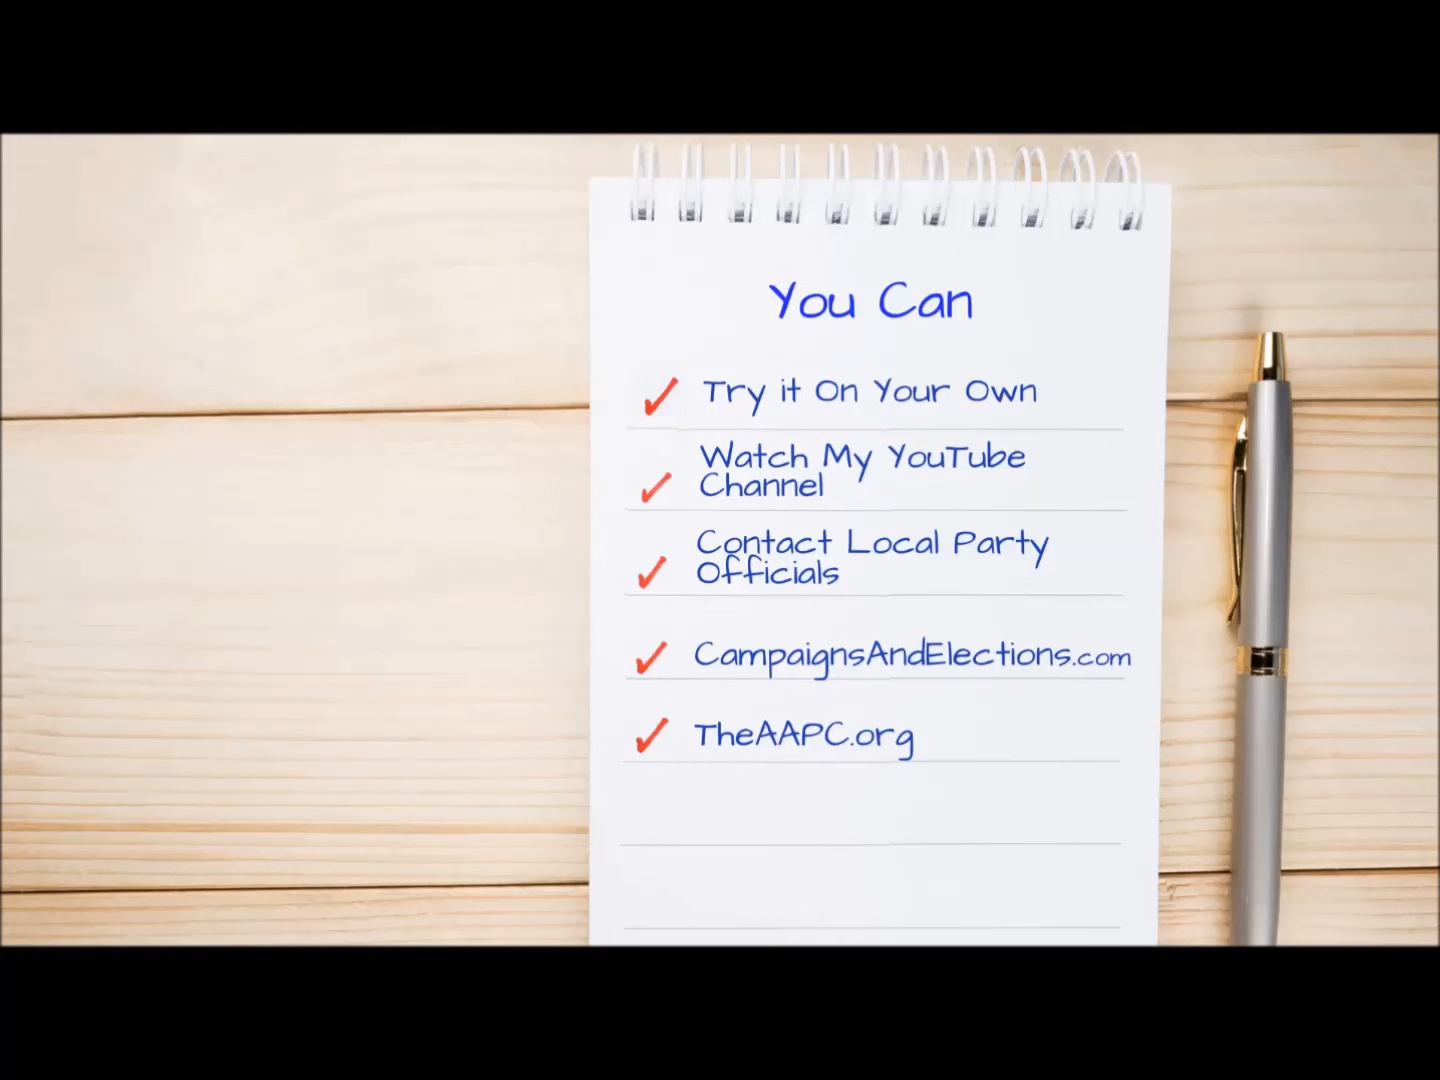 You Can
Try it On Your Own
Watch My YouTube
Channel
Contact Local Party
Officials
CampaignsAndElections.com
TheAAPC.org